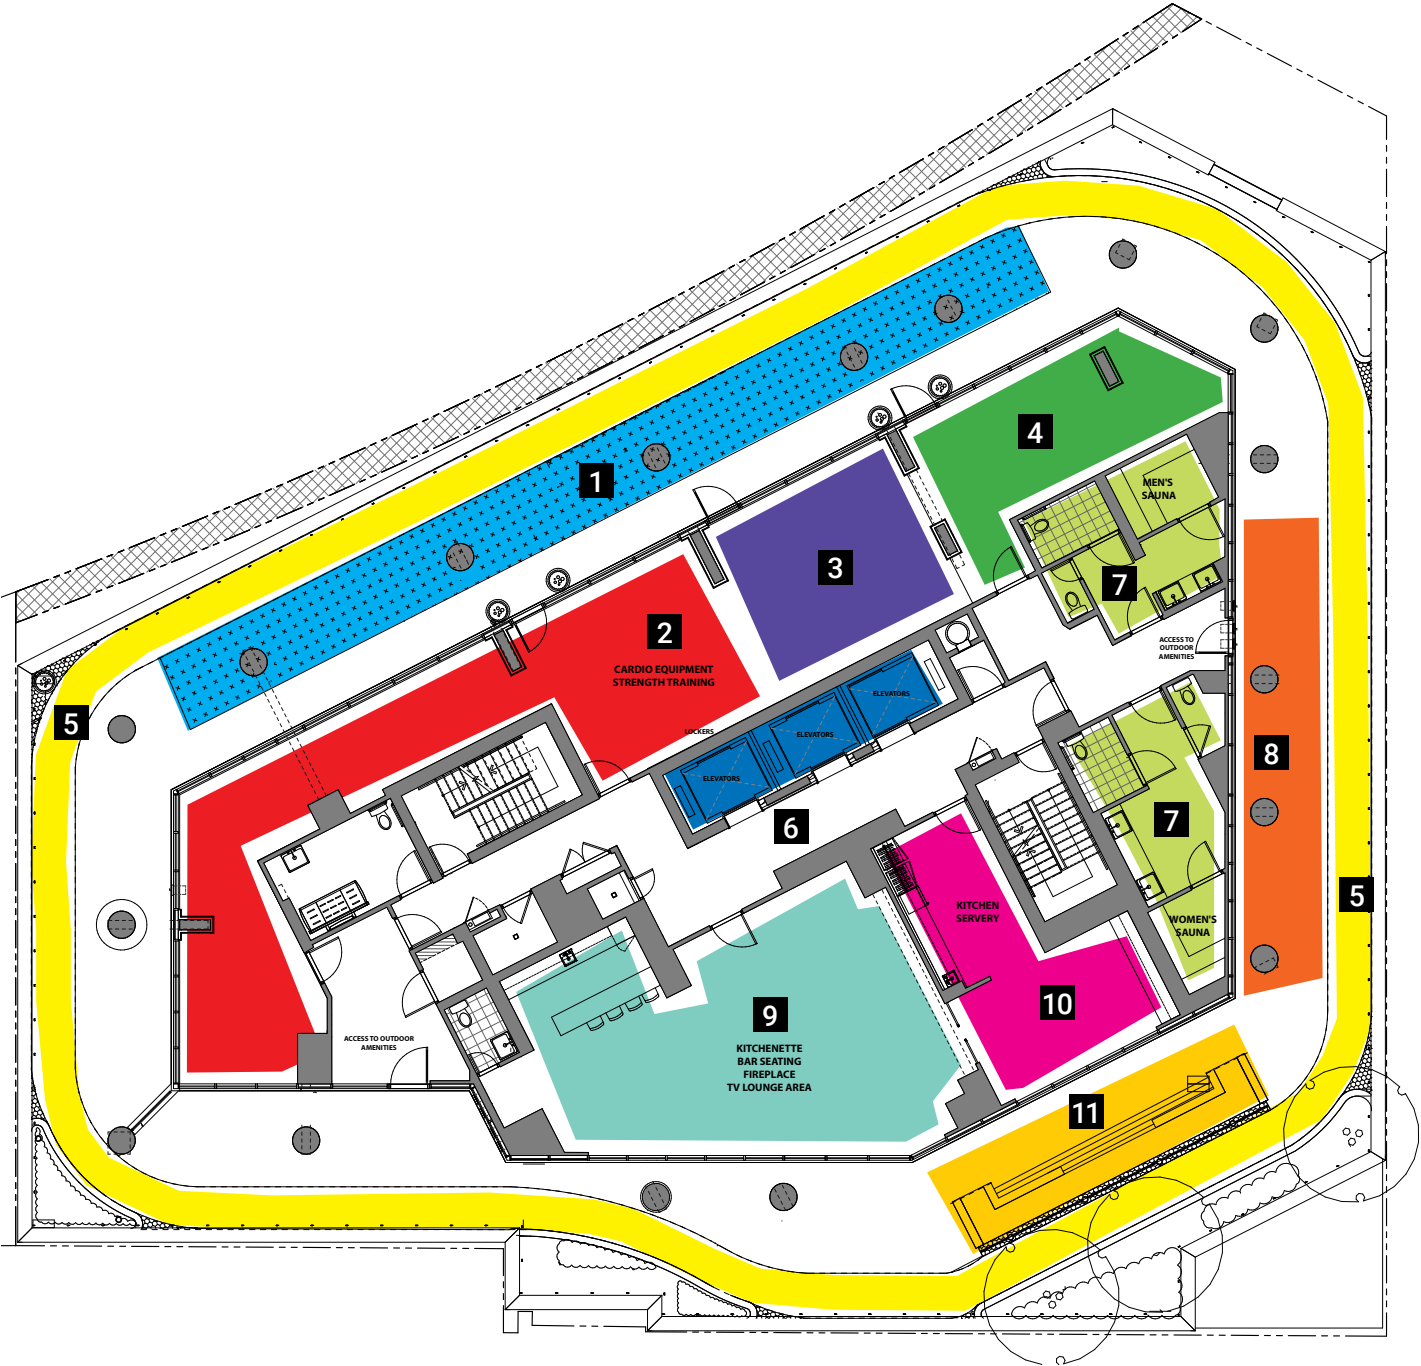 4
MEN'S
SAUNA
1
3
7
2
CARDIO EQUIPMENT
STRENGTH TRAINING
ACCESS TO
OUTDOOR
AMENITIES
5
ELEVATORS
LOCKERS
ELEVATORS
8
ELEVATORS
6
7
5
KITCHEN
SERVERY
WOMEN'S
SAUNA
10
9
ACCESS TO OUTDOOR
AMENITIES
KITCHENETTE
BAR SEATING
FIREPLACE
TV LOUNGE AREA
11